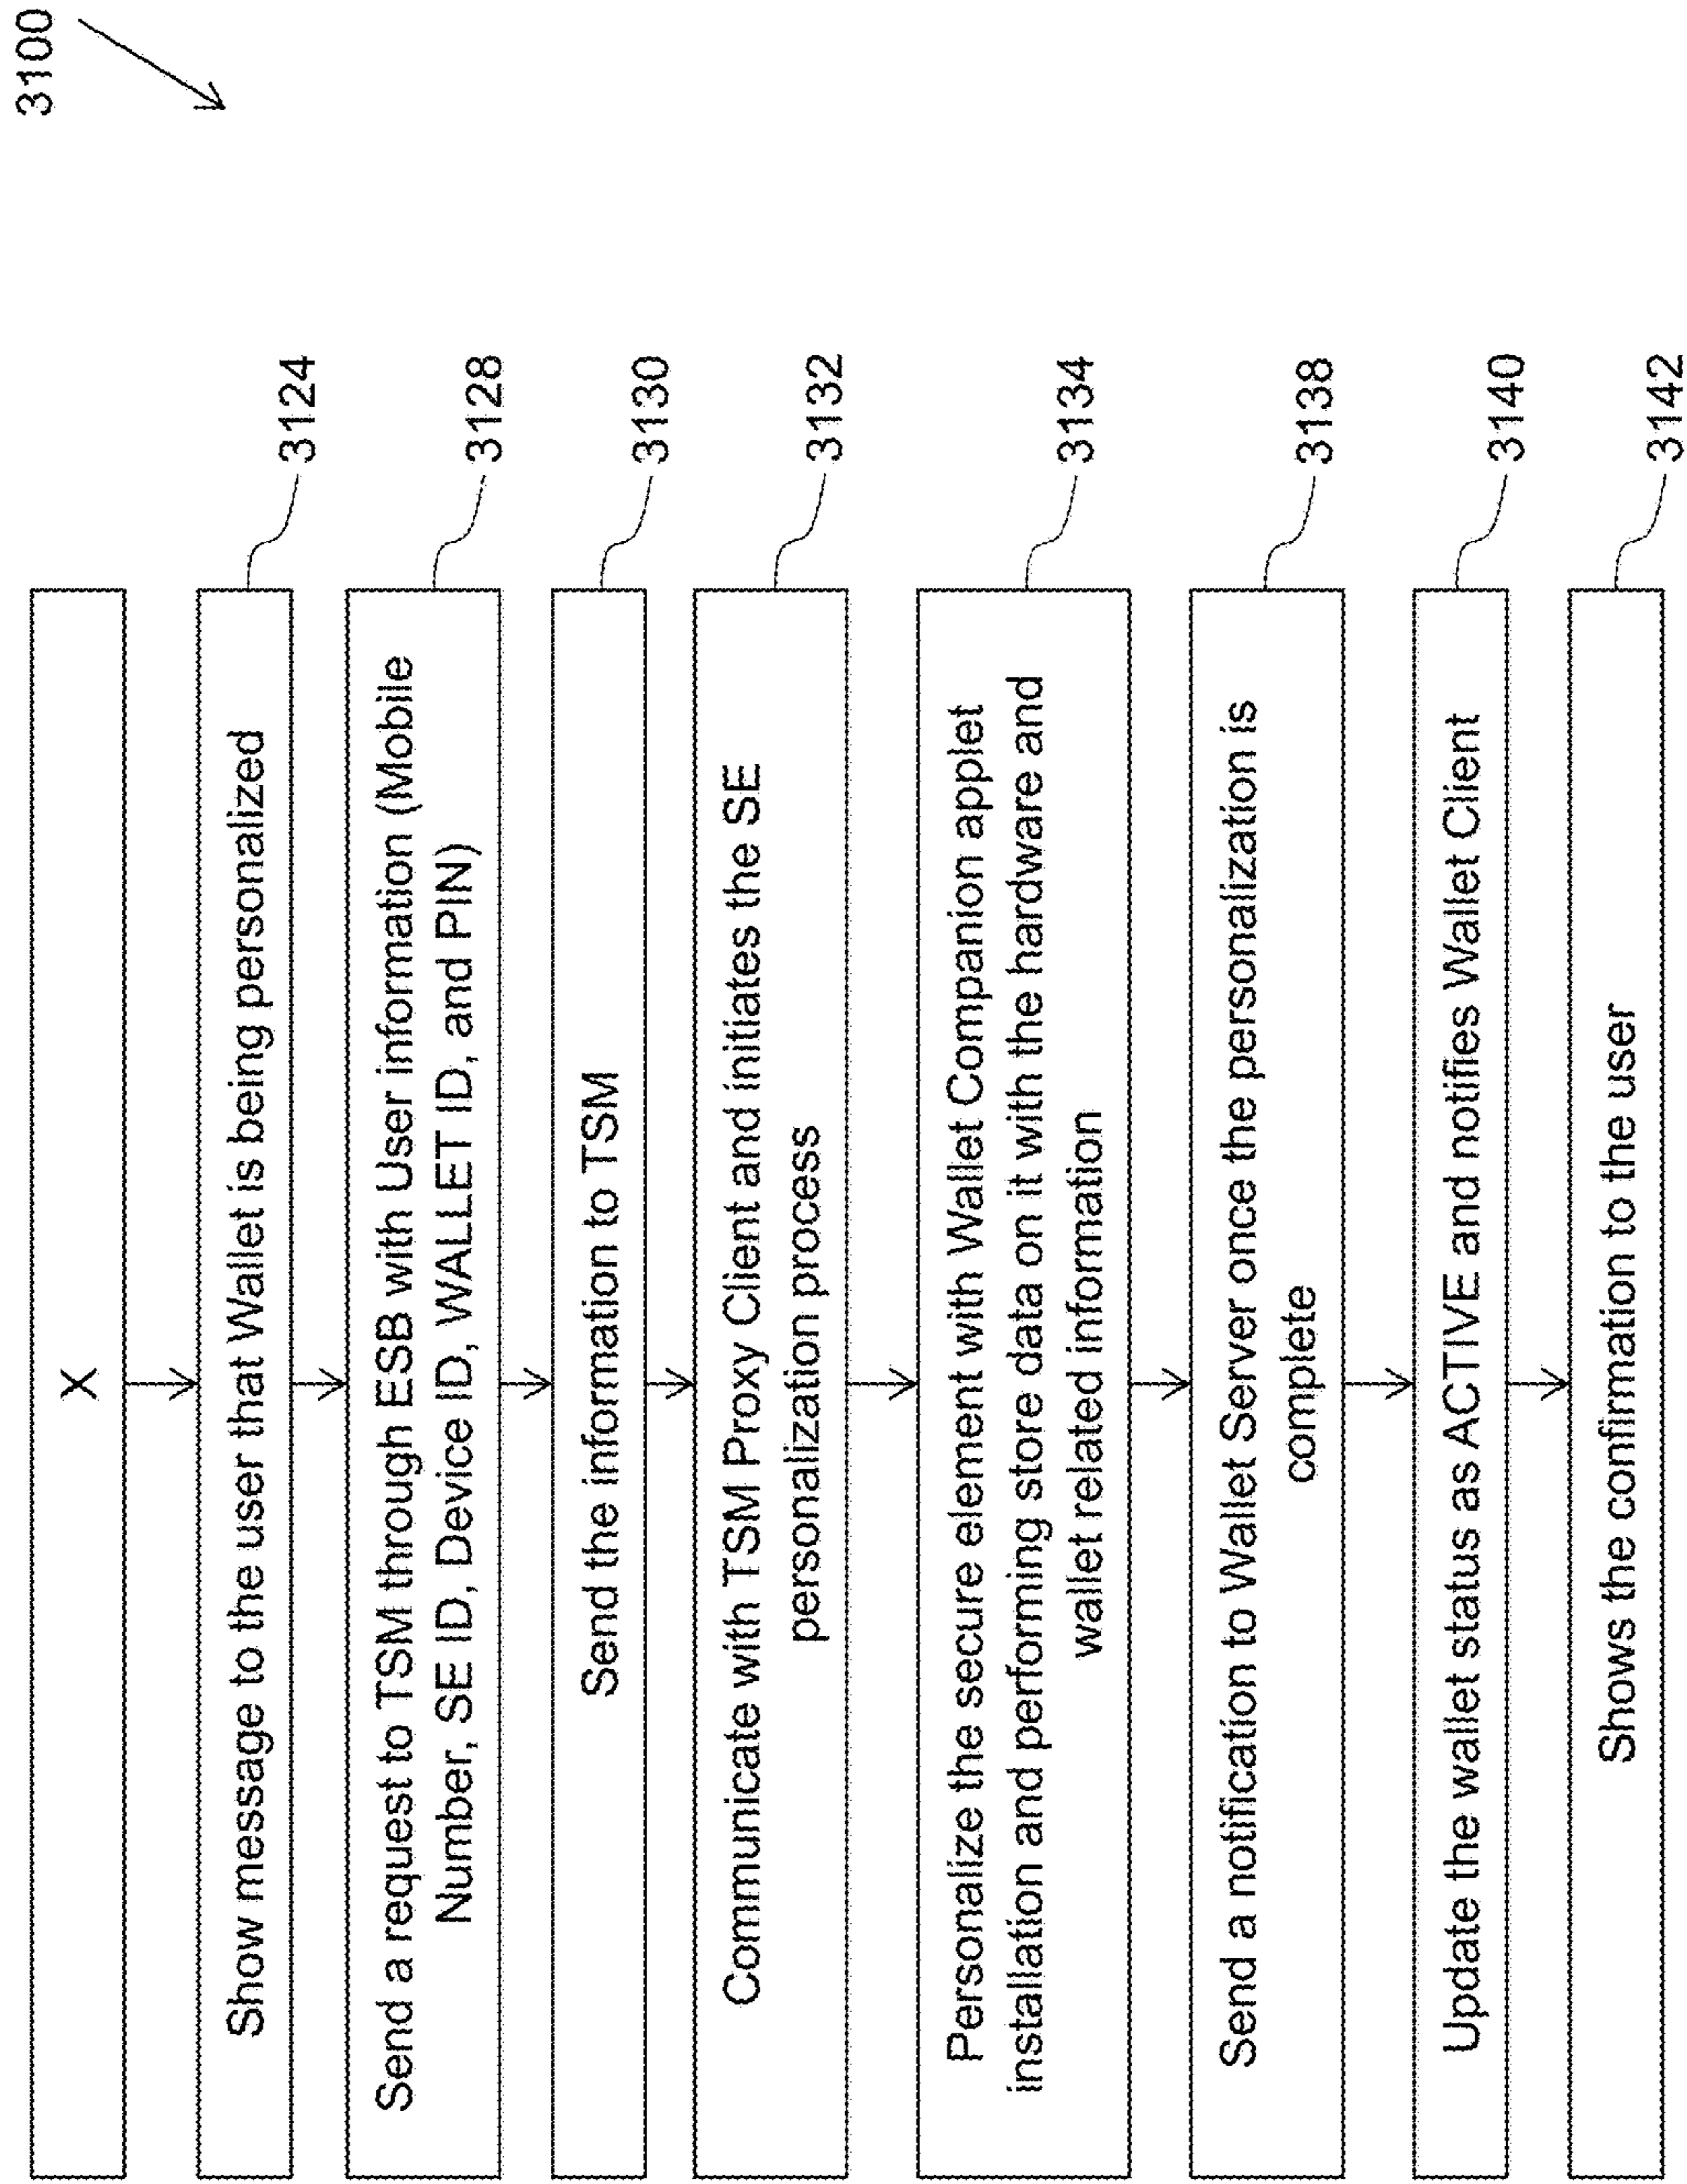 3100
X
Show message to the user that Wallet is being personalized
3124
Send a request to TSM through ESB with User information (Mobile
Number, SE ID, Device ID, WALLET ID, and PIN)
3128
Send the information to TSM
3130
Communicate with TSM Proxy Client and initiates the SE
personalization process
3132
Personalize the secure element with Wallet Companion applet
installation and performing store data on it with the hardware and
wallet related information
3134
Send a notification to Wallet Server once the personalization is
complete
3138
Update the wallet status as ACTIVE and notifies Wallet Client
3140
Shows the confirmation to the user
3142